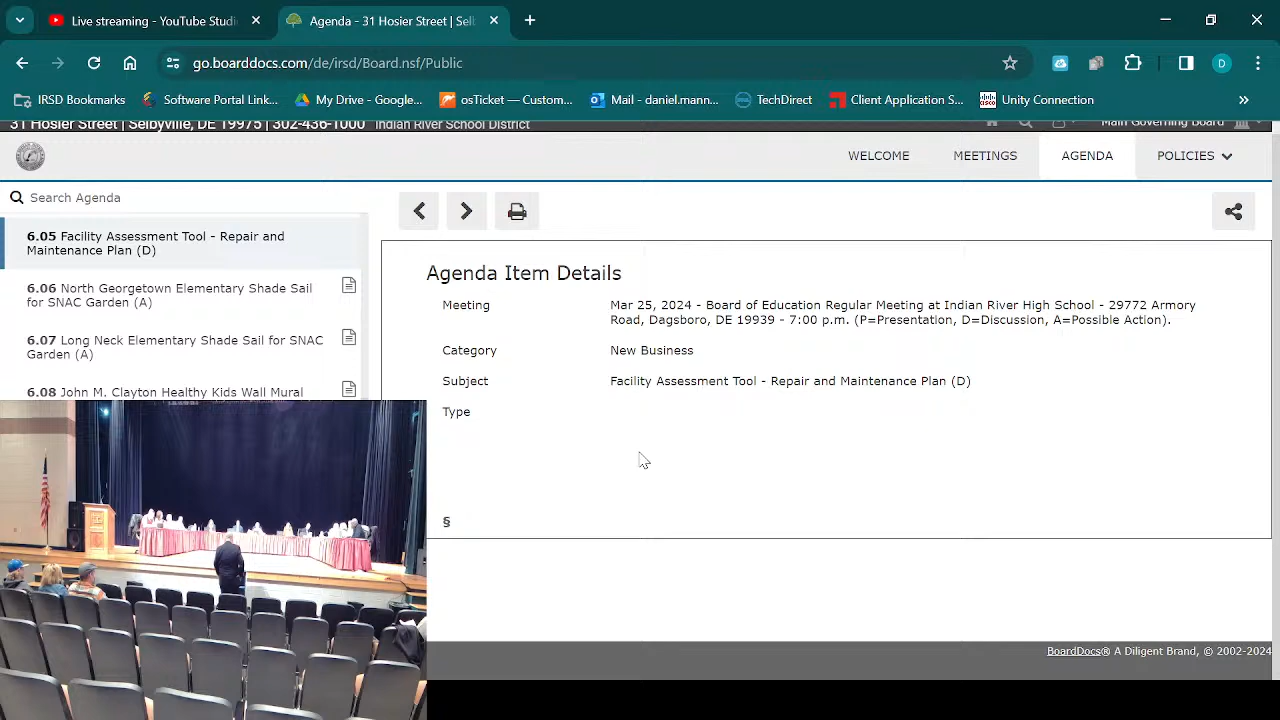 Live streaming - YouTube Studi
Agenda - 31 Hosier Street | Sel
go.boarddocs.com/de/irsd/Board.nsf/Public
D
IRSD Bookmarks
Software Portal Link...
My Drive - Google...
osTicket — Custom...
Mail - daniel.mann...
TechDirect
Client Application S...
Unity Connection
31 Hosier Street | Selbyville, DE 19975 | 302-436-1000 Indian River School District
Main Governing Board
WELCOME
MEETINGS
AGENDA
POLICIES
Search Agenda
6.05 Facility Assessment Tool - Repair and
Maintenance Plan (D)
6.06 North Georgetown Elementary Shade Sail
for SNAC Garden (A)
6.07 Long Neck Elementary Shade Sail for SNAC
Garden (A)
6.08 John M. Clayton Healthy Kids Wall Mural
Agenda Item Details
Meeting
Mar 25, 2024 - Board of Education Regular Meeting at Indian River High School - 29772 Armory
Road, Dagsboro, DE 19939 - 7:00 p.m. (P=Presentation, D=Discussion, A=Possible Action).
Category
New Business
Subject
Facility Assessment Tool - Repair and Maintenance Plan (D)
Type
§
BoardDocs® A Diligent Brand, © 2002-2024